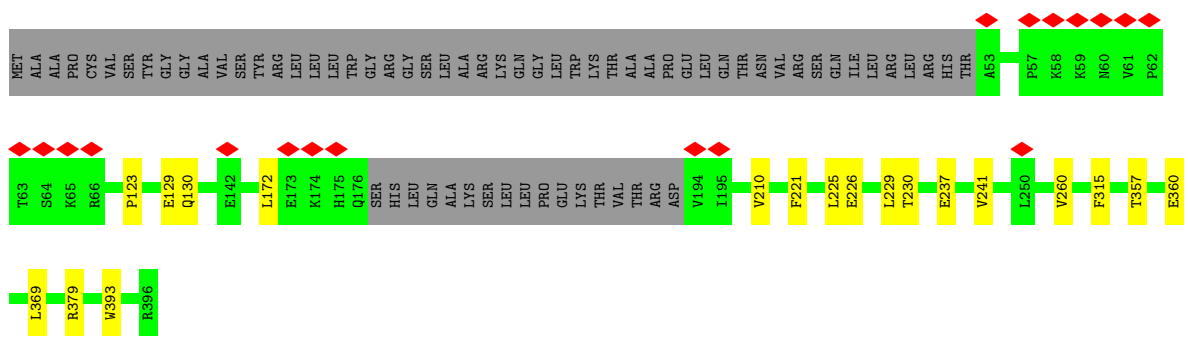 MET ALA ALA PRO CYS VAL SER TYR GLY GLY ALA VAL SER TYR ARG LEU LEU LEU TRP GLY ARG GLY SER LEU ALA ARG LYS GLN GLY LEU TRP LYS THR ALA ALA PRO GLU LEU GLN THR ASN VAL ARG SER GLN ILE LEU ARG LEU ARG HIS THR A53 P57 K58 K59 N60 V61 P62
T63 S64 K65 R66 P123 E129 Q130 E142 L172 E173 K174 H175 Q176 SER HIS LEU GLN ALA LYS SER LEU LEU PRO GLU LYS THR VAL THR ARG ASP V194 I195 V210 F221 L225 E226 L229 T230 E237 V241 L250 V260 F315 T357 E360
L369 R379 W393 R396